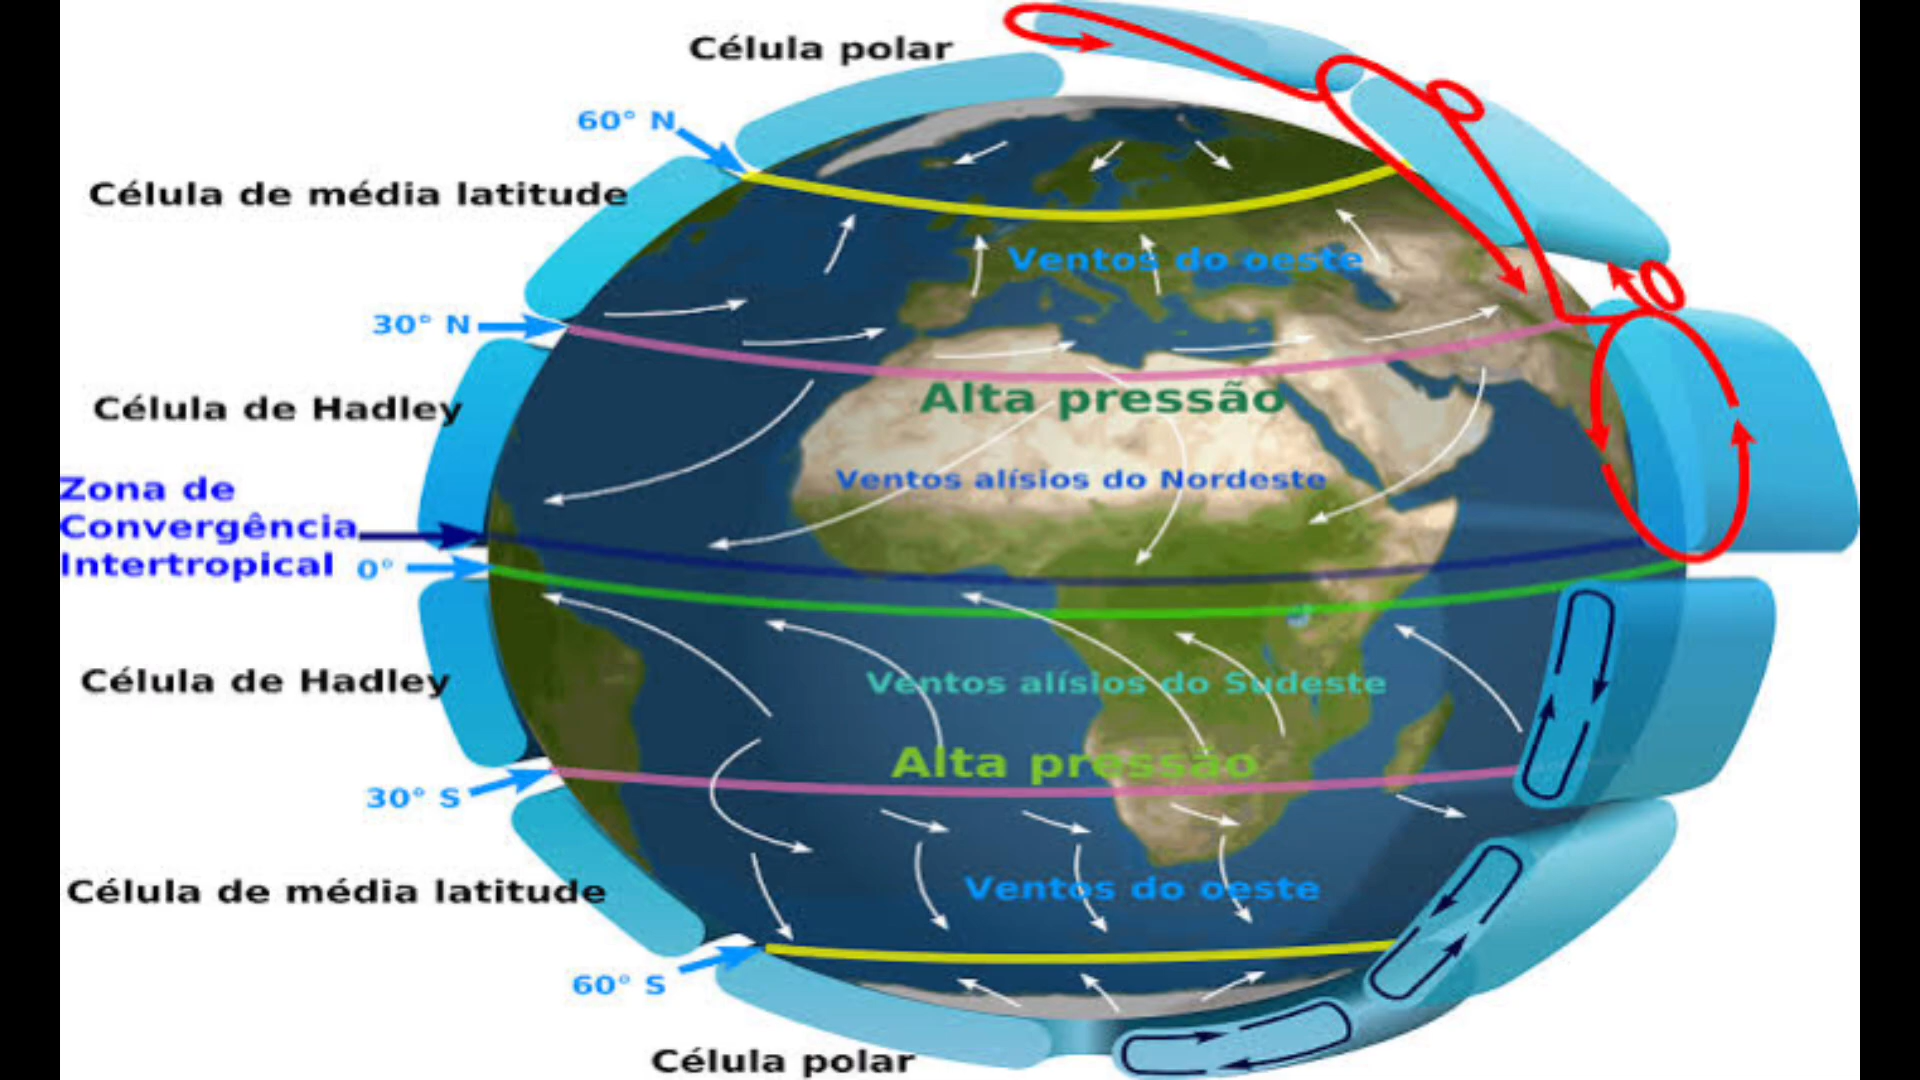 Célula polar
60° N
Célula de média latitude
Ventos do oeste
30° N
Alta pressão
Célula de Hadley
Ventos alísios do Nordeste
Zona de
Convergência
Intertropical
0°
Célula de Hadley
Ventos alísios do Sudeste
Alta pressão
30° S
Célula de média latitude
Ventos do oeste
60° S
Célula polar